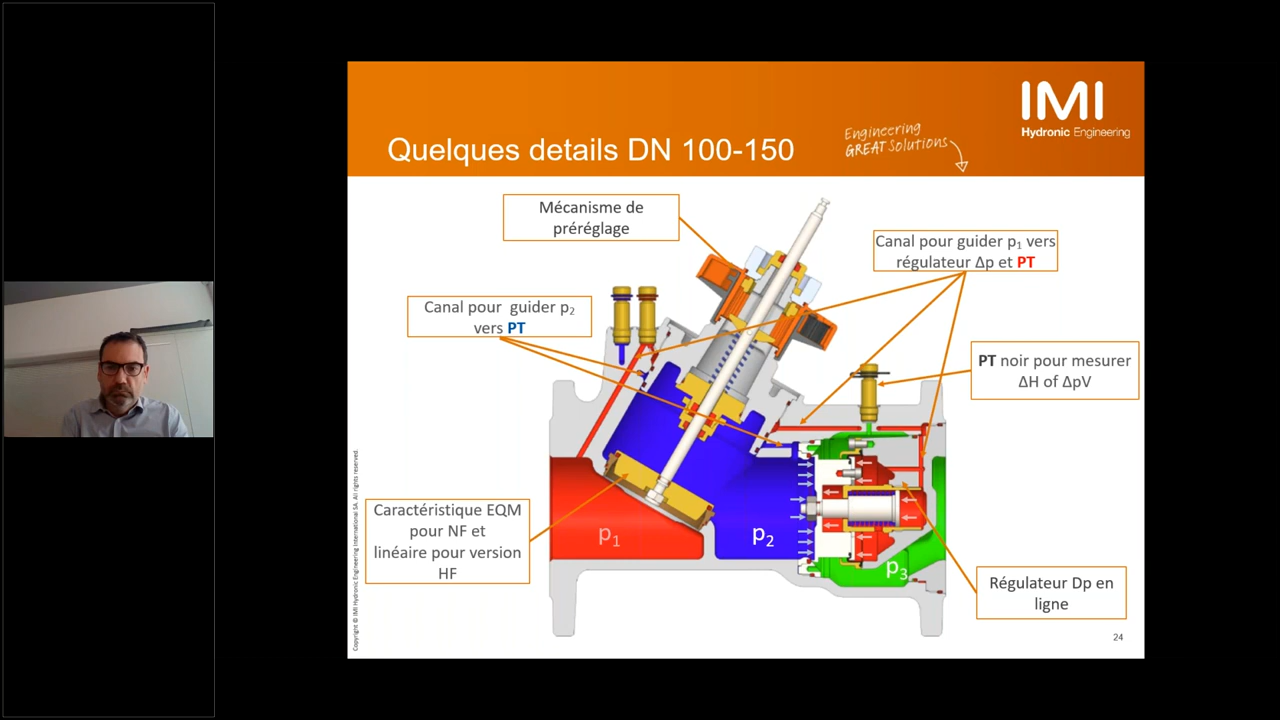 IMI
Hydronic Engineering
Engineering
GREAT Solutions
Quelques details DN 100-150
Mécanisme de
préréglage
Canal pour guider p₁ vers
régulateur Δp et PT
Canal pour guider p₂
vers PT
PT noir pour mesurer
ΔH of ΔpV
Caractéristique EQM
pour NF et
linéaire pour version
HF
p₁
p₂
p₃
Régulateur Dp en
ligne
24
Copyright © IMI Hydronic Engineering International SA. All rights reserved.